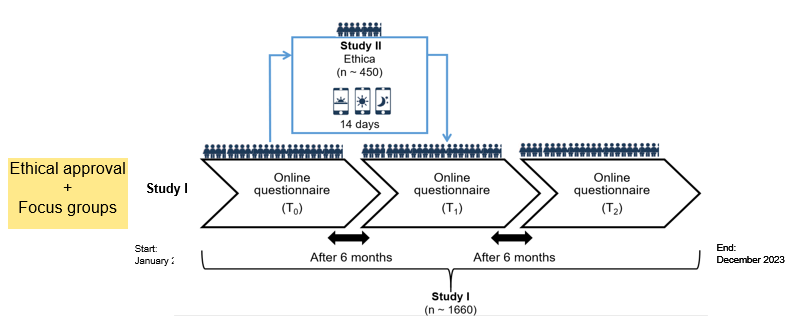 Study II
Ethica
(n ~ 450)
14 days
Ethical approval
+
Focus groups
Study I
Online
questionnaire
(T₀)
Online
questionnaire
(T₁)
Online
questionnaire
(T₂)
Start:
January
After 6 months
After 6 months
End:
December 2023
Study I
(n ~ 1660)